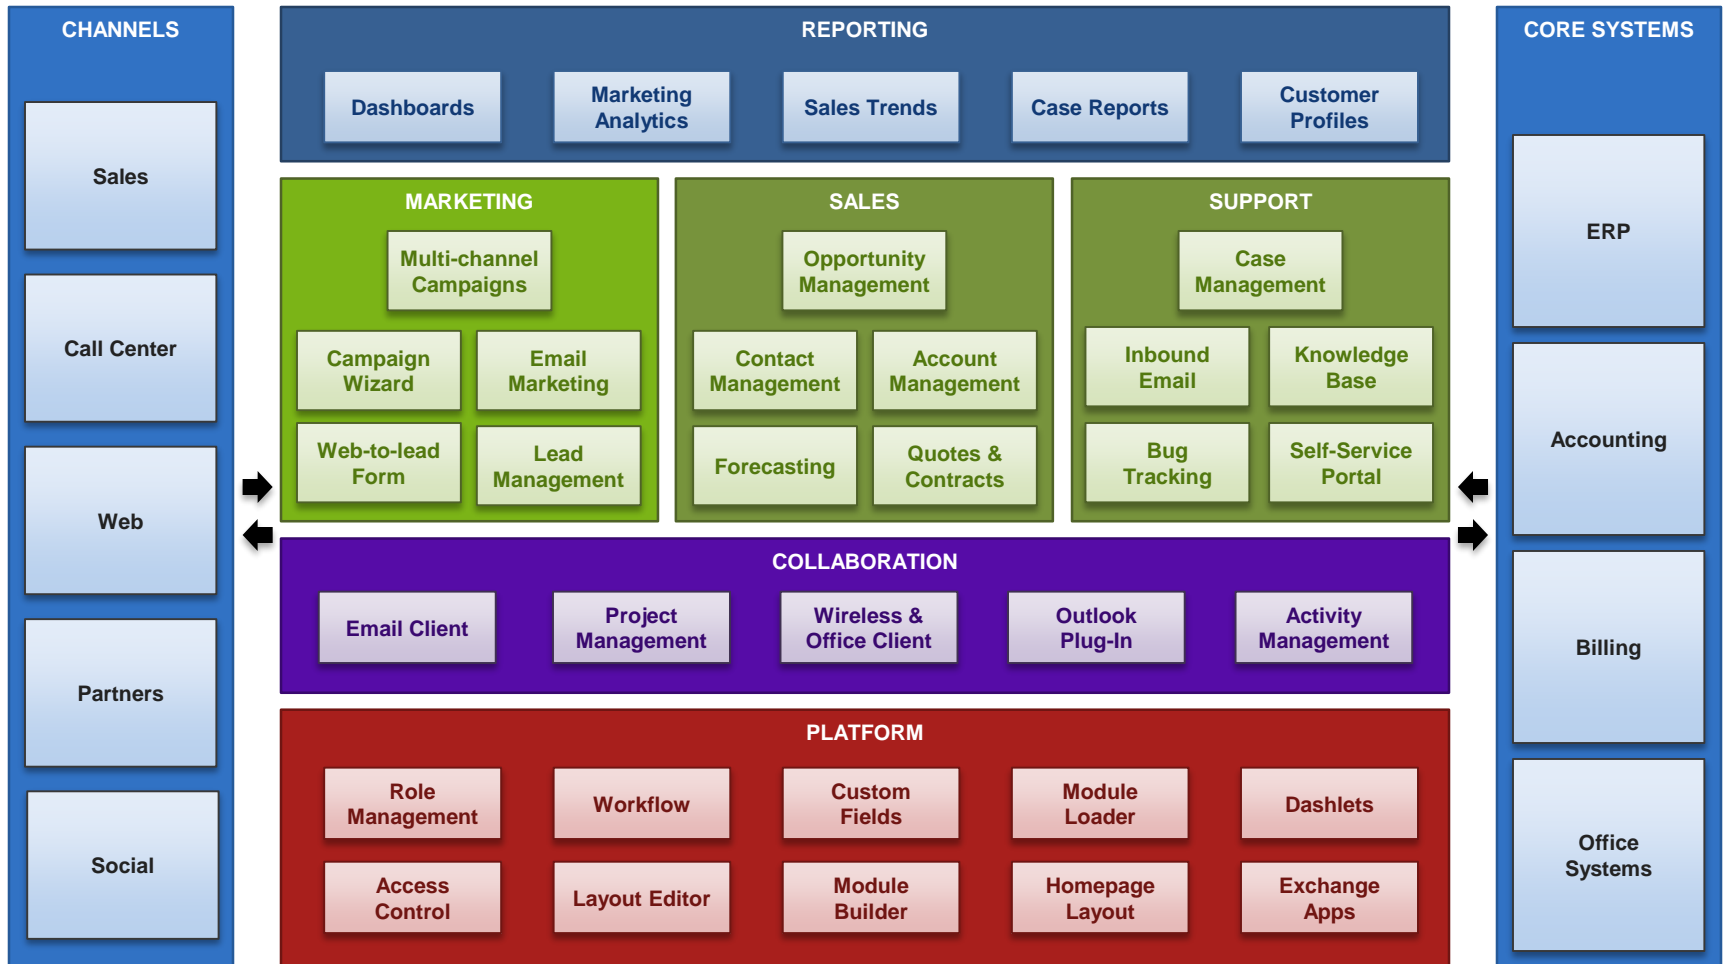 CHANNELS
Sales
Call Center
Web
Partners
Social
REPORTING
Dashboards
Marketing
Analytics
Sales Trends
Case Reports
Customer
Profiles
MARKETING
Multi-channel
Campaigns
Campaign
Wizard
Email
Marketing
Web-to-lead
Form
Lead
Management
SALES
Opportunity
Management
Contact
Management
Account
Management
Forecasting
Quotes &
Contracts
SUPPORT
Case
Management
Inbound
Email
Knowledge
Base
Bug
Tracking
Self-Service
Portal
COLLABORATION
Email Client
Project
Management
Wireless &
Office Client
Outlook
Plug-In
Activity
Management
PLATFORM
Role
Management
Workflow
Custom
Fields
Module
Loader
Dashlets
Access
Control
Layout Editor
Module
Builder
Homepage
Layout
Exchange
Apps
CORE SYSTEMS
ERP
Accounting
Billing
Office
Systems